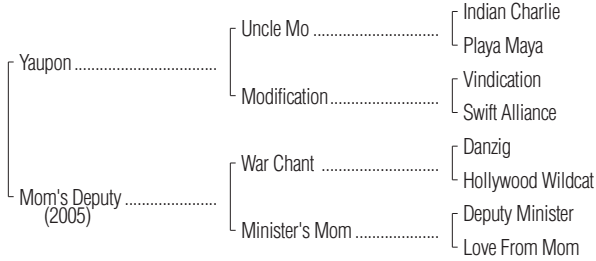 Indian Charlie
Uncle Mo ................................
Playa Maya
Yaupon ....................................
Vindication
Modification...........................
Swift Alliance
Danzig
War Chant .............................
Hollywood Wildcat
Mom's Deputy .......................
(2005)
Deputy Minister
Minister's Mom .....................
Love From Mom